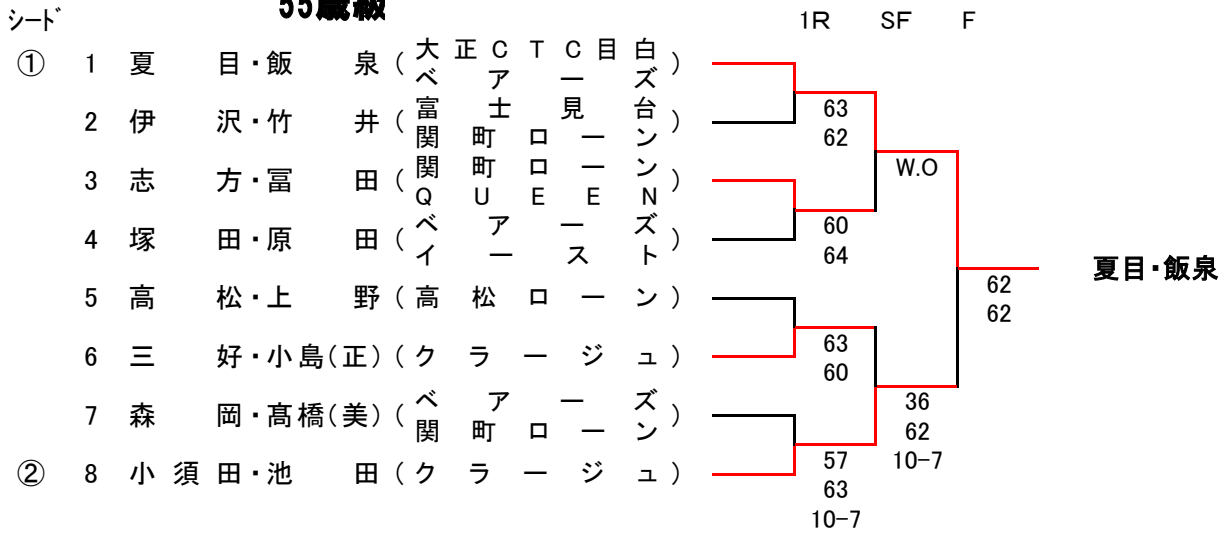 55歳級
シード 1R SF F
① 1 夏目・飯泉 (大正CTC目白
ベアーズ)
2 伊沢・竹井 (富士見台
関町ローン)
3 志方・冨田 (関町ローン
QUEEN)
4 塚田・原田 (ベアーズ
イースト)
5 高松・上野 (高松ローン)
6 三好・小島(正) (クラージュ)
7 森岡・髙橋(美) (ベアーズ
関町ローン)
② 8 小須田・池田 (クラージュ)
63
62
60
64
63
60
57
63
10-7
W.O
36
62
10-7
62
62
夏目・飯泉